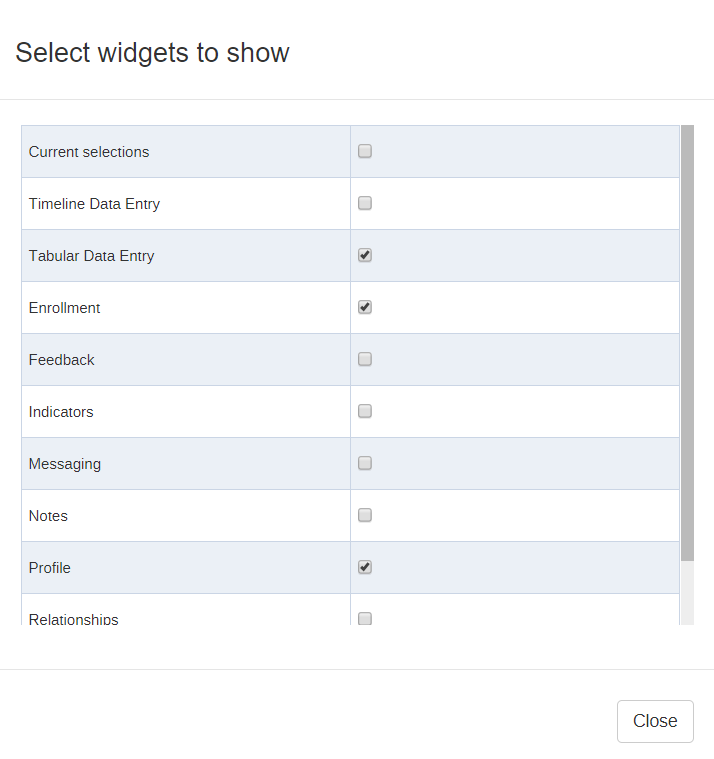 Select widgets to show
Current selections
Timeline Data Entry
Tabular Data Entry
Enrollment
Feedback
Indicators
Messaging
Notes
Profile
Relationships
Close